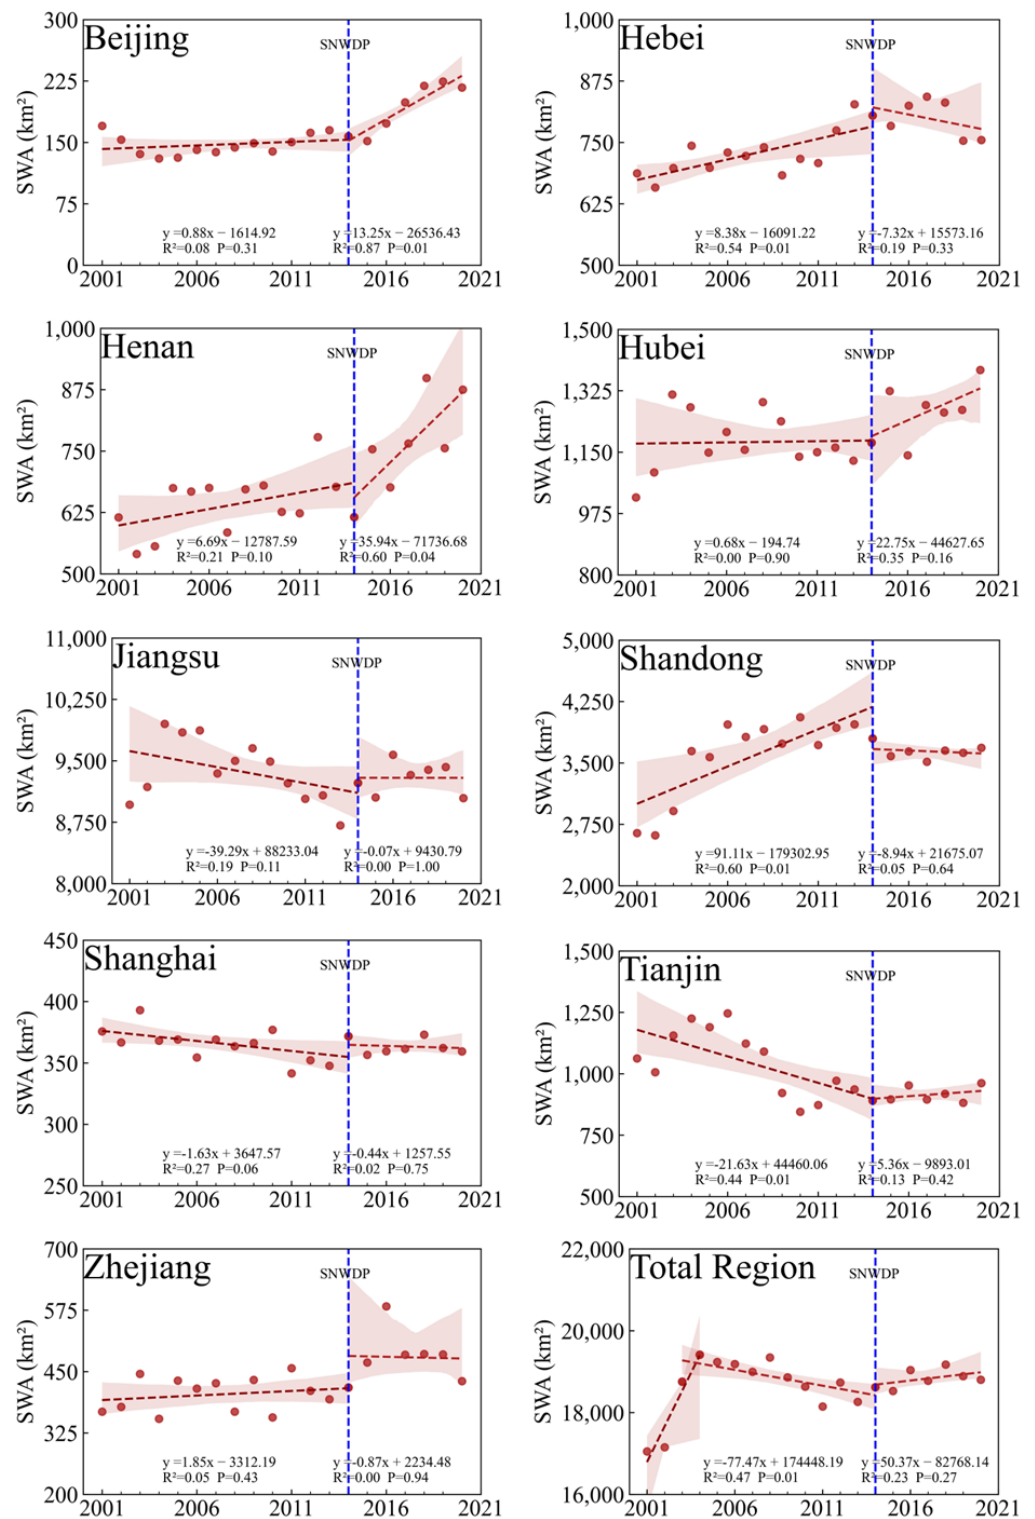 Beijing
SNWDP
SWA (km²)
300
225
150
75
0
y =0.88x − 1614.92
R²=0.08 P=0.31
y =13.25x − 26536.43
R²=0.87 P=0.01
2001 2006 2011 2016 2021
Hebei
SNWDP
SWA (km²)
1,000
875
750
625
500
y =8.38x − 16091.22
R²=0.54 P=0.01
y =-7.32x + 15573.16
R²=0.19 P=0.33
2001 2006 2011 2016 2021
Henan
SNWDP
SWA (km²)
1,000
875
750
625
500
y =6.69x − 12787.59
R²=0.21 P=0.10
y =35.94x − 71736.68
R²=0.60 P=0.04
2001 2006 2011 2016 2021
Hubei
SNWDP
SWA (km²)
1,500
1,325
1,150
975
800
y =0.68x − 194.74
R²=0.00 P=0.90
y =22.75x − 44627.65
R²=0.35 P=0.16
2001 2006 2011 2016 2021
Jiangsu
SNWDP
SWA (km²)
11,000
10,250
9,500
8,750
8,000
y =-39.29x + 88233.04
R²=0.19 P=0.11
y =-0.07x + 9430.79
R²=0.00 P=1.00
2001 2006 2011 2016 2021
Shandong
SNWDP
SWA (km²)
5,000
4,250
3,500
2,750
2,000
y =91.11x − 179302.95
R²=0.60 P=0.01
y =-8.94x + 21675.07
R²=0.05 P=0.64
2001 2006 2011 2016 2021
Shanghai
SNWDP
SWA (km²)
450
400
350
300
250
y =-1.63x + 3647.57
R²=0.27 P=0.06
y =-0.44x + 1257.55
R²=0.02 P=0.75
2001 2006 2011 2016 2021
Tianjin
SNWDP
SWA (km²)
1,500
1,250
1,000
750
500
y =-21.63x + 44460.06
R²=0.44 P=0.01
y =5.36x − 9893.01
R²=0.13 P=0.42
2001 2006 2011 2016 2021
Zhejiang
SNWDP
SWA (km²)
700
575
450
325
200
y =1.85x − 3312.19
R²=0.05 P=0.43
y =-0.87x + 2234.48
R²=0.00 P=0.94
2001 2006 2011 2016 2021
Total Region
SNWDP
SWA (km²)
22,000
20,000
18,000
16,000
y =-77.47x + 174448.19
R²=0.47 P=0.01
y =50.37x − 82768.14
R²=0.23 P=0.27
2001 2006 2011 2016 2021